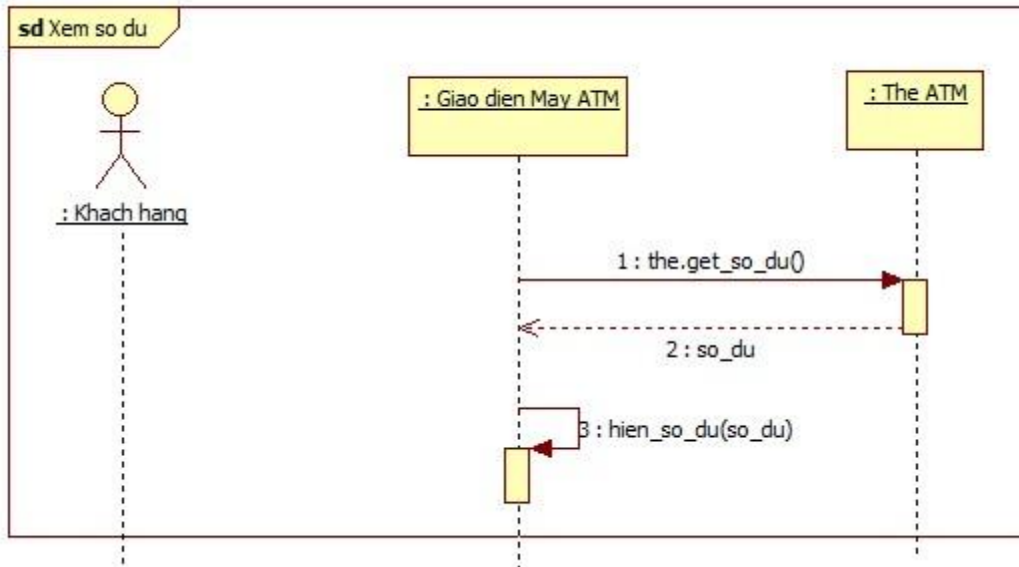 sd Xem so du
: Khach hang
: Giao dien May ATM
: The ATM
1 : the.get_so_du()
2 : so_du
3 : hien_so_du(so_du)